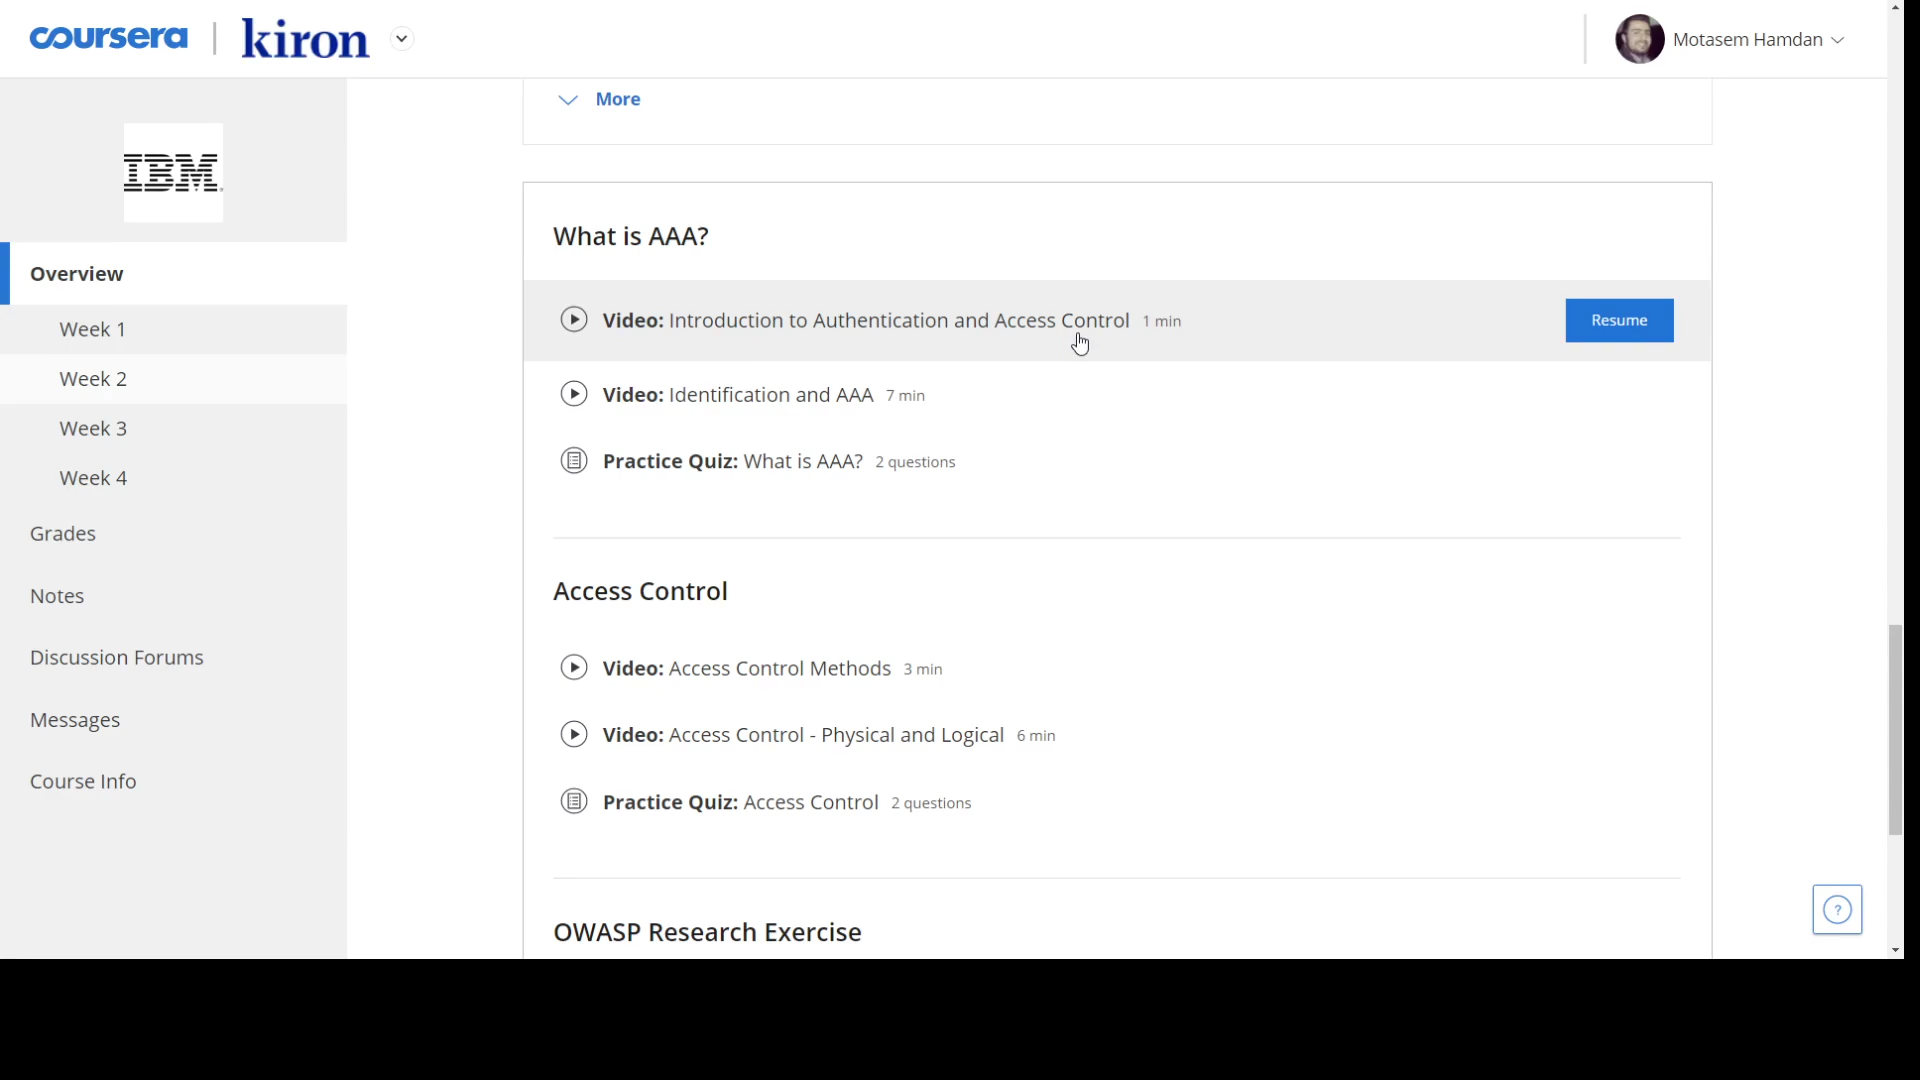 coursera | kiron
Motasem Hamdan
IBM
Overview
Week 1
Week 2
Week 3
Week 4
Grades
Notes
Discussion Forums
Messages
Course Info
More
What is AAA?
Video: Introduction to Authentication and Access Control 1 min
Resume
Video: Identification and AAA 7 min
Practice Quiz: What is AAA? 2 questions
Access Control
Video: Access Control Methods 3 min
Video: Access Control - Physical and Logical 6 min
Practice Quiz: Access Control 2 questions
OWASP Research Exercise
?